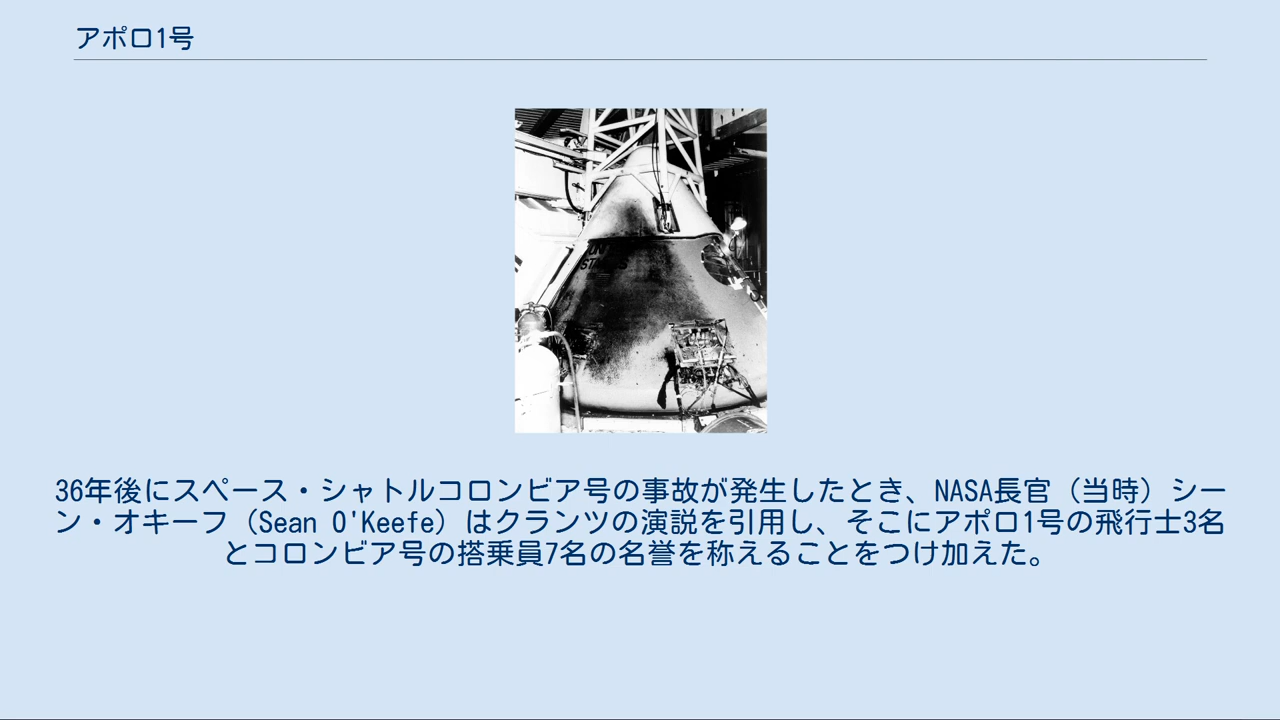 アポロ1号
36年後にスペース・シャトルコロンビア号の事故が発生したとき、NASA長官（当時）シー
ン・オキーフ（Sean O'Keefe）はクランツの演説を引用し、そこにアポロ1号の飛行士3名
とコロンビア号の搭乗員7名の名誉を称えることをつけ加えた。